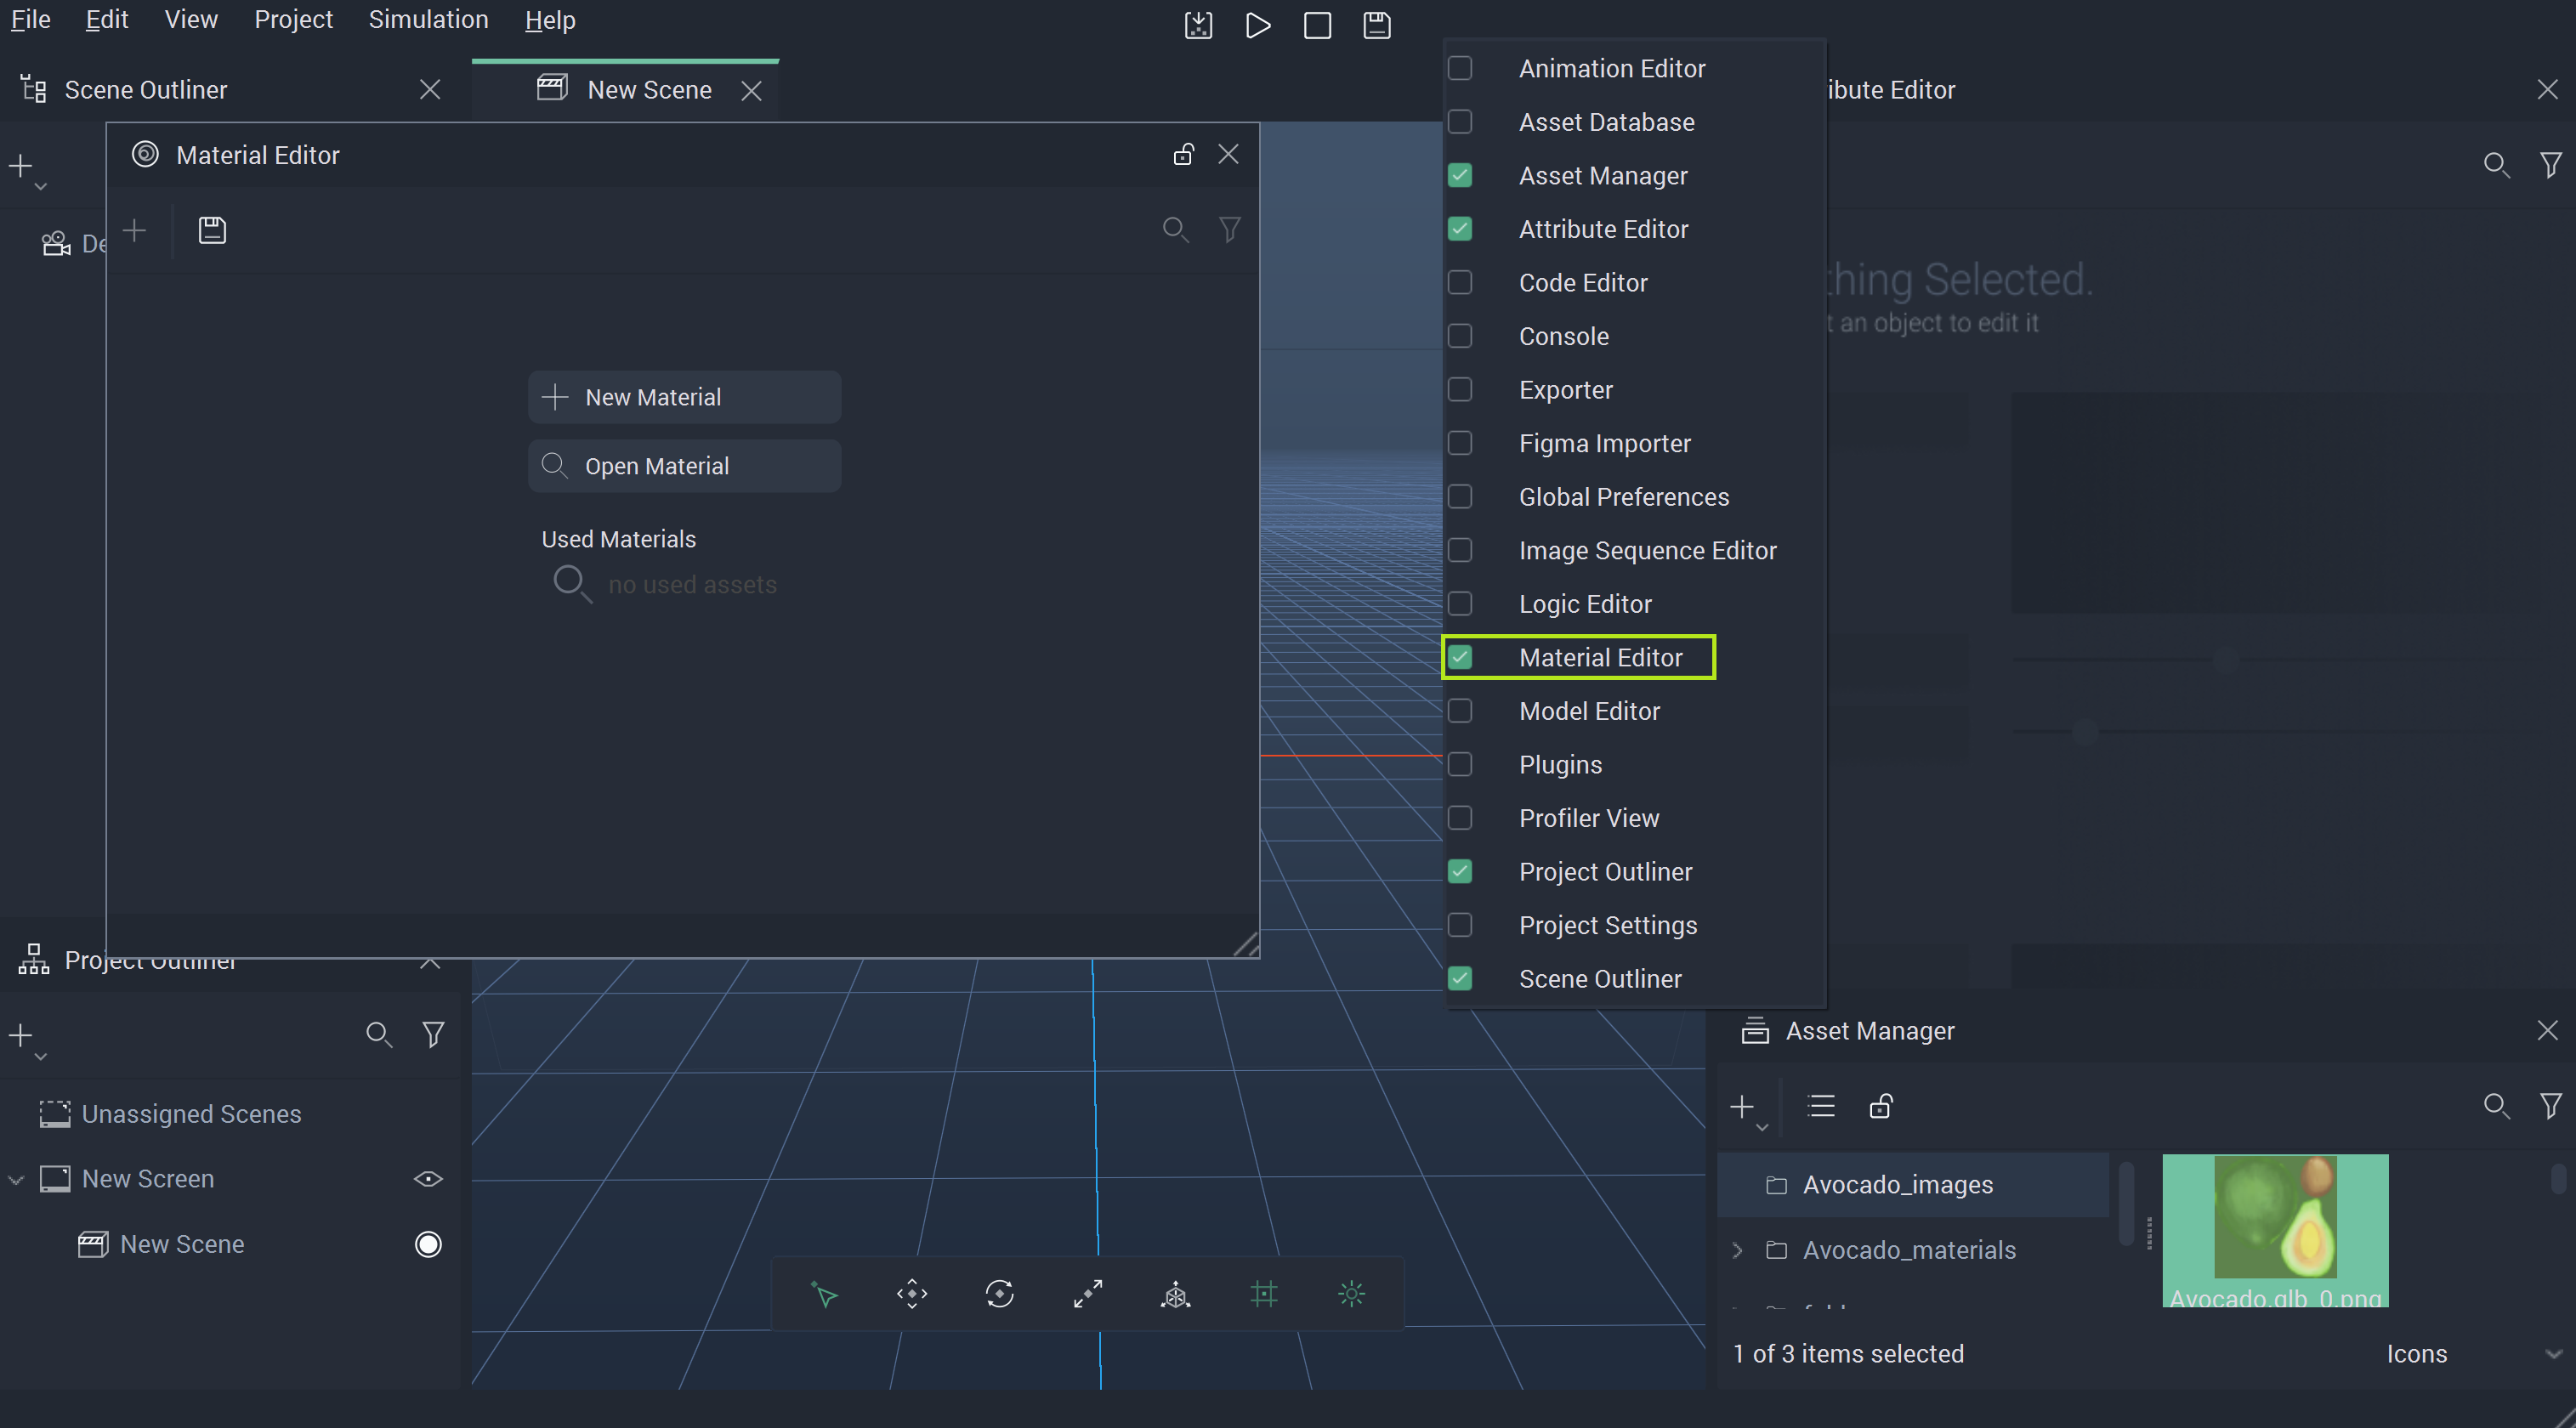 File Edit View Project Simulation Help
Scene Outliner
New Scene
Material Editor
New Material
Open Material
Used Materials
no used assets
Animation Editor
Asset Database
Asset Manager
Attribute Editor
Code Editor
Console
Exporter
Figma Importer
Global Preferences
Image Sequence Editor
Logic Editor
Material Editor
Model Editor
Plugins
Profiler View
Project Outliner
Project Settings
Scene Outliner
ibute Editor
thing Selected.
t an object to edit it
De
Project Outliner
Unassigned Scenes
New Screen
New Scene
Asset Manager
Avocado_images
Avocado_materials
Avocado.glb_0.png
1 of 3 items selected
Icons